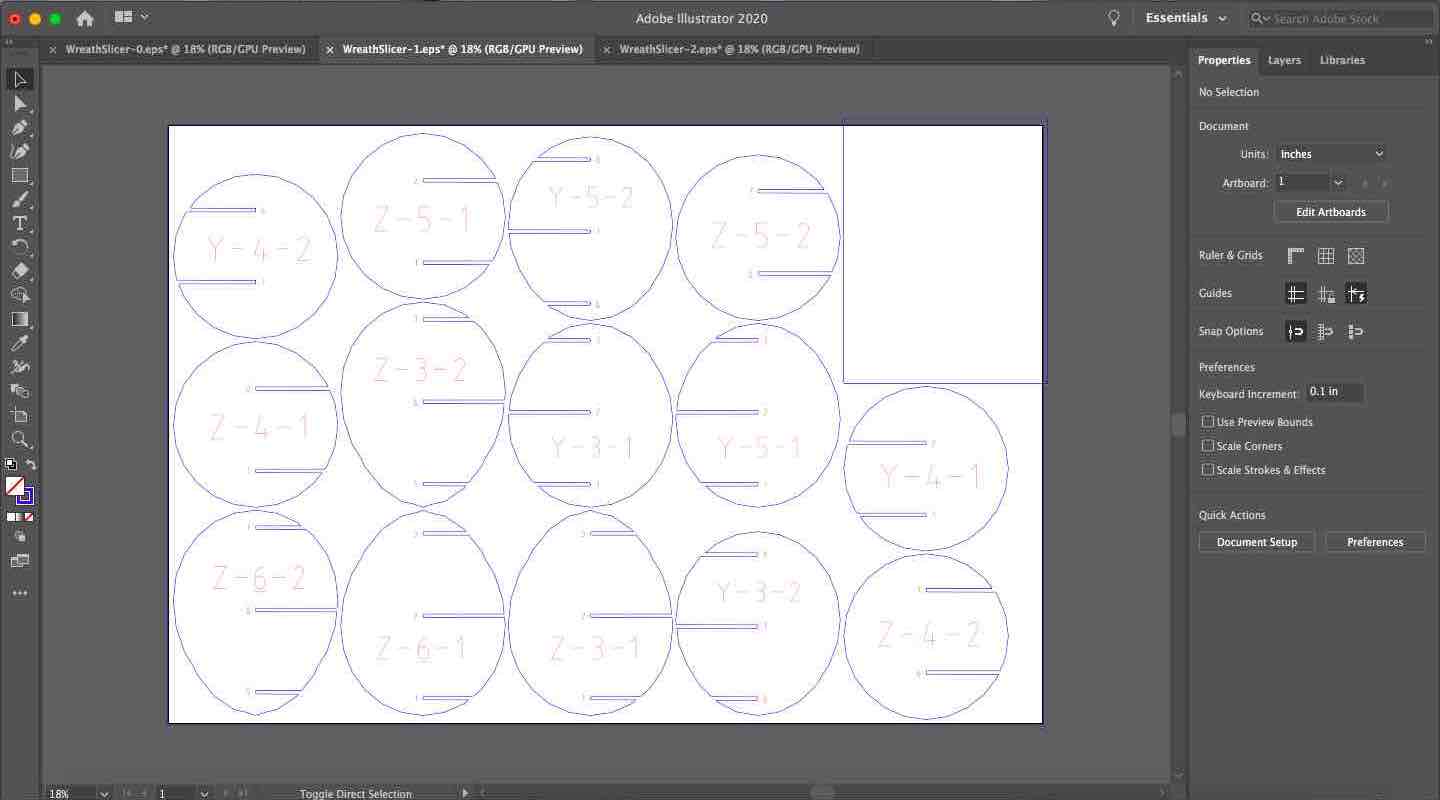 Adobe Illustrator 2020
Essentials
Search Adobe Stock
WreathSlicer-0.eps* @ 18% (RGB/GPU Preview)
WreathSlicer-1.eps* @ 18% (RGB/GPU Preview)
WreathSlicer-2.eps* @ 18% (RGB/GPU Preview)
Properties
Layers
Libraries
No Selection
Document
Units: Inches
Artboard: 1
Edit Artboards
Ruler & Grids
Guides
Snap Options
Preferences
Keyboard Increment: 0.1 in
Use Preview Bounds
Scale Corners
Scale Strokes & Effects
Quick Actions
Document Setup
Preferences
Y-4-2
Z-5-1
Y-5-2
Z-5-2
Z-4-1
Z-3-2
Y-3-1
Y-5-1
Y-4-1
Z-6-2
Z-6-1
Z-3-1
Y-3-2
Z-4-2
18%
1
Toggle Direct Selection